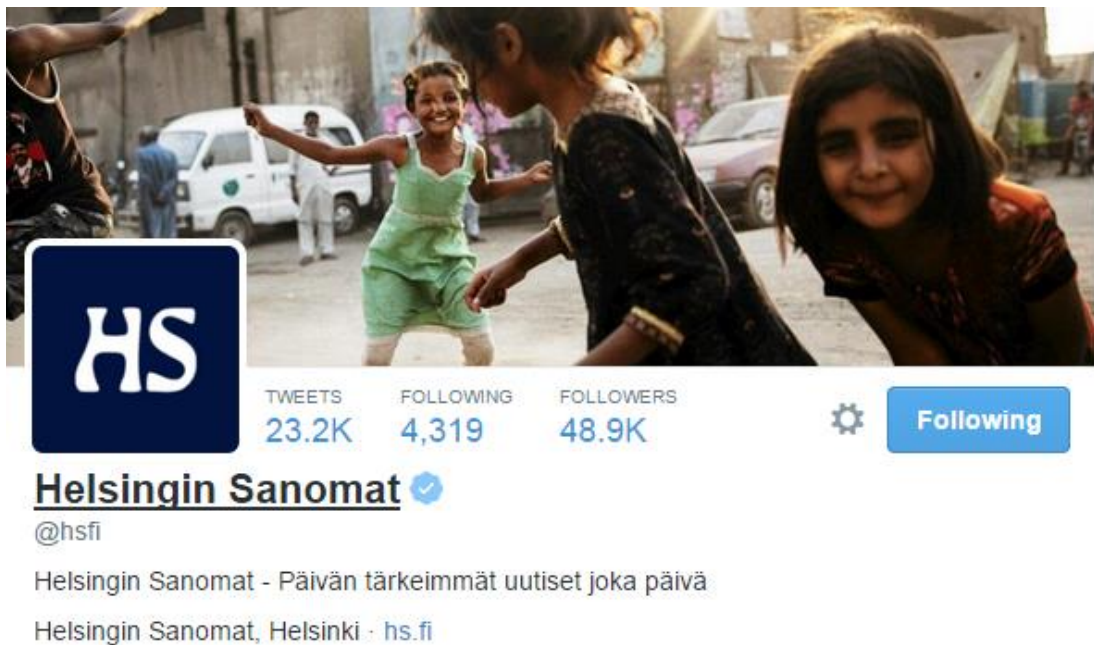 HS
TWEETS FOLLOWING FOLLOWERS
23.2K 4,319 48.9K
Following
Helsingin Sanomat
@hsfi
Helsingin Sanomat - Päivän tärkeimmät uutiset joka päivä
Helsingin Sanomat, Helsinki · hs.fi